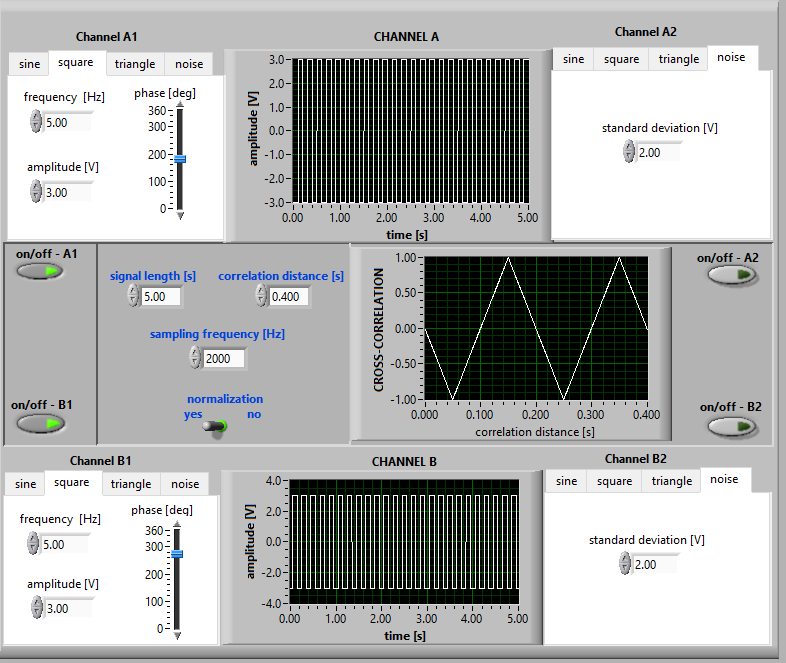 Channel A1
sine square triangle noise
frequency [Hz]
5.00
amplitude [V]
3.00
phase [deg]
360
300
200
100
0
CHANNEL A
amplitude [V]
3.0
2.0
1.0
0.0
-1.0
-2.0
-3.0
0.00 1.00 2.00 3.00 4.00 5.00
time [s]
Channel A2
sine square triangle noise
standard deviation [V]
2.00
on/off - A1
on/off - B1
signal length [s]
5.00
correlation distance [s]
0.400
sampling frequency [Hz]
2000
normalization
yes no
CROSS-CORRELATION
1.00
0.50
0.00
-0.50
-1.00
0.000 0.100 0.200 0.300 0.400
correlation distance [s]
on/off - A2
on/off - B2
Channel B1
sine square triangle noise
frequency [Hz]
5.00
amplitude [V]
3.00
phase [deg]
360
300
200
100
0
CHANNEL B
amplitude [V]
4.0
2.0
0.0
-2.0
-4.0
0.00 1.00 2.00 3.00 4.00 5.00
time [s]
Channel B2
sine square triangle noise
standard deviation [V]
2.00